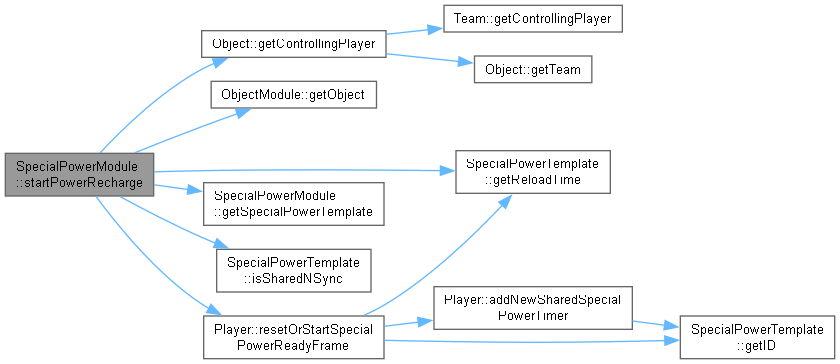 Team::getControllingPlayer
Object::getControllingPlayer
Object::getTeam
ObjectModule::getObject
SpecialPowerModule
::startPowerRecharge
SpecialPowerTemplate
::getReloadTime
SpecialPowerModule
::getSpecialPowerTemplate
SpecialPowerTemplate
::isSharedNSync
Player::addNewSharedSpecial
PowerTimer
Player::resetOrStartSpecial
PowerReadyFrame
SpecialPowerTemplate
::getID